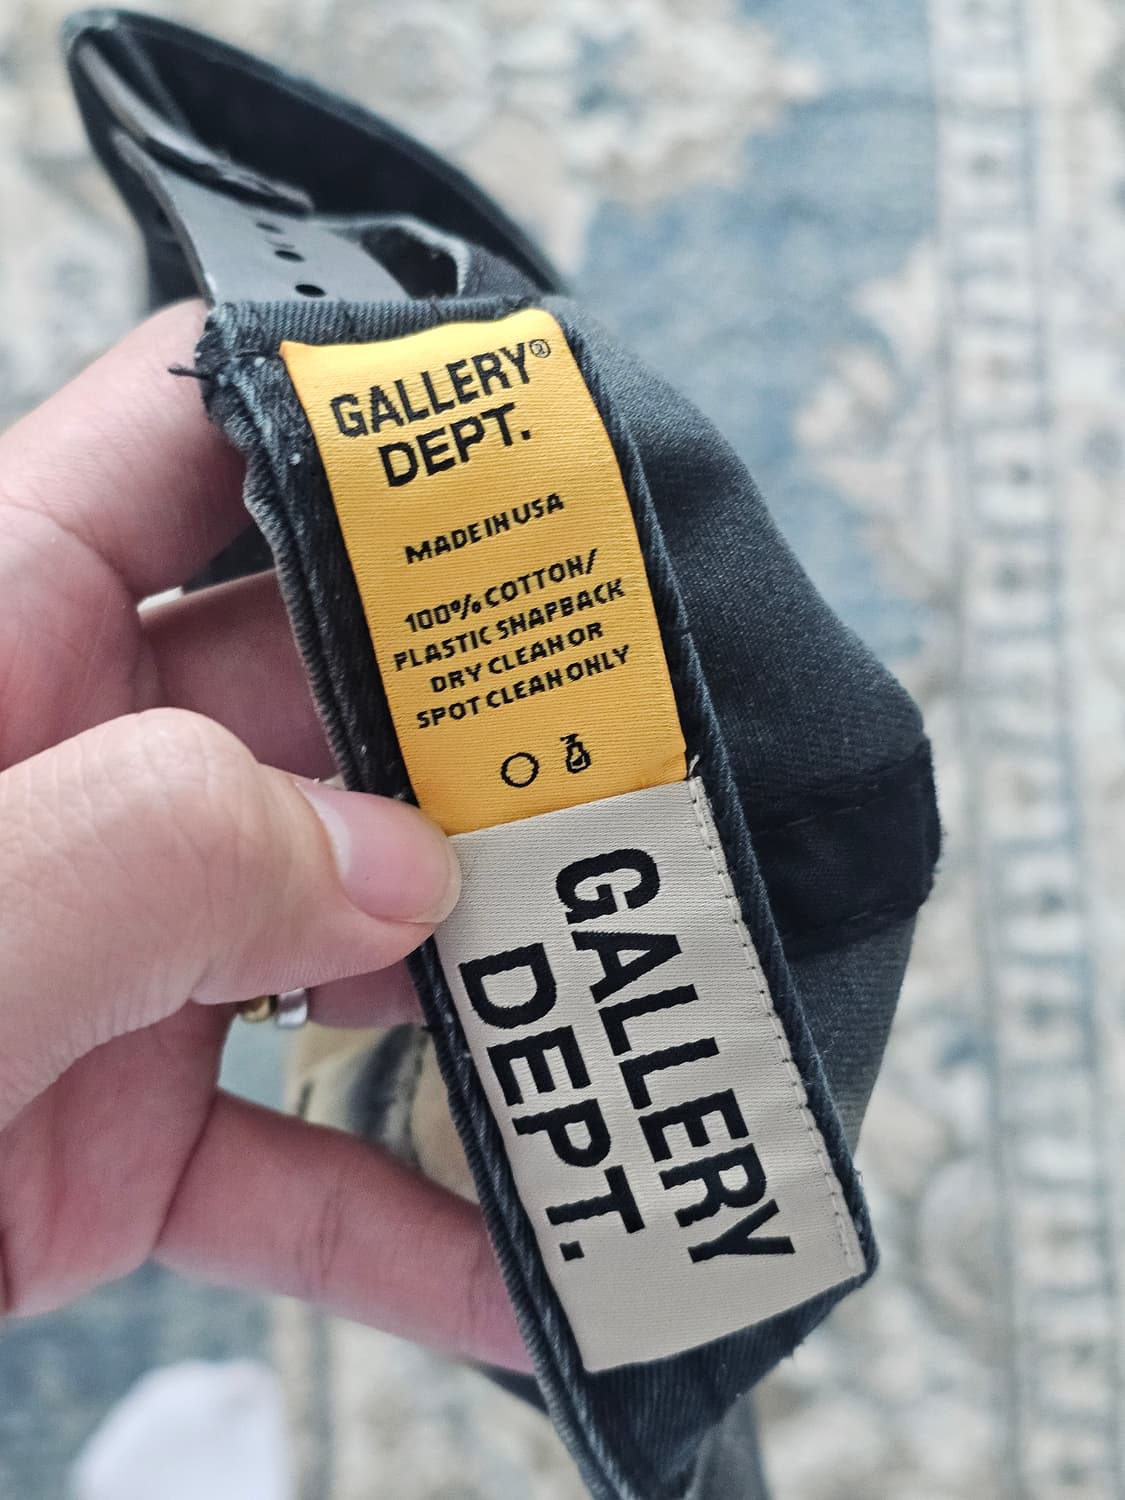 GALLERY®
DEPT.
MADE IN USA
100% COTTON/
PLASTIC SNAPBACK
DRY CLEAN OR
SPOT CLEAN ONLY
GALLERY
DEPT.